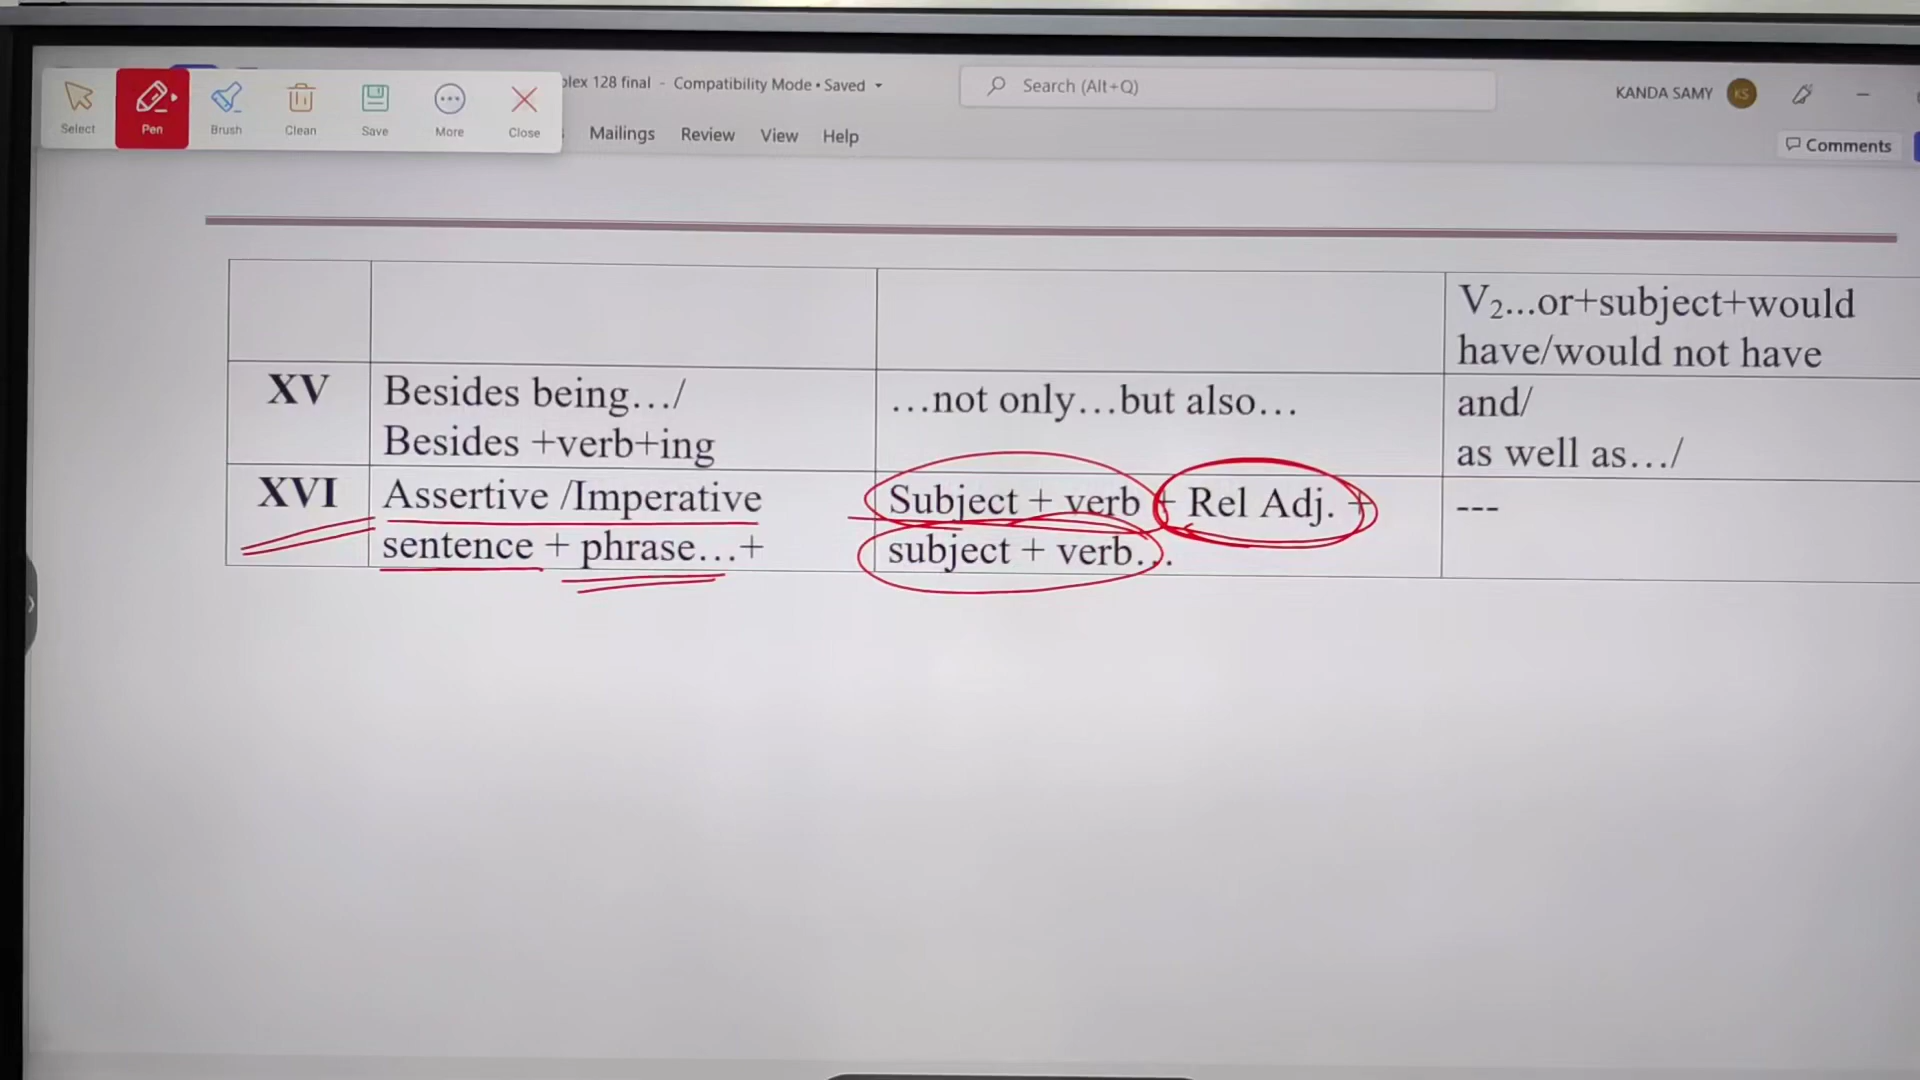 plex 128 final - Compatibility Mode • Saved
Search (Alt+Q)
KANDA SAMY
KS
Select
Pen
Brush
Clean
Save
More
Close
Mailings
Review
View
Help
Comments
V2...or+subject+would
have/would not have
XV
Besides being.../
Besides +verb+ing
...not only...but also...
and/
as well as.../
XVI
Assertive /Imperative
sentence + phrase...+
Subject + verb + Rel Adj. +
subject + verb...
---